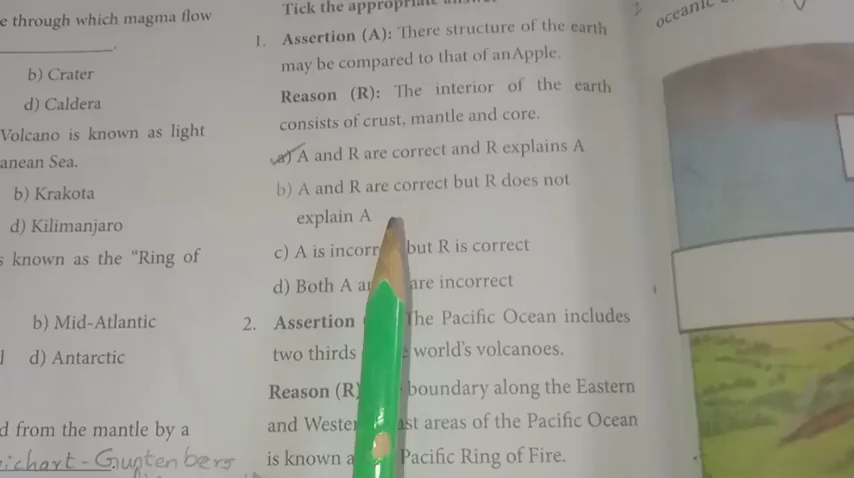 e through which magma flow
b) Crater
d) Caldera
Volcano is known as light
anean Sea.
b) Krakota
d) Kilimanjaro
s known as the “Ring of
b) Mid-Atlantic
d) Antarctic
d from the mantle by a
ichart - Guntenbers
Tick the appropriate
1. Assertion (A): There structure of the earth
may be compared to that of anApple.
Reason (R): The interior of the earth
consists of crust, mantle and core.
a) A and R are correct and R explains A
b) A and R are correct but R does not
explain A
c) A is incorr but R is correct
d) Both A ar are incorrect
2. Assertion The Pacific Ocean includes
two thirds world’s volcanoes.
Reason (R) boundary along the Eastern
and Wester ast areas of the Pacific Ocean
is known a Pacific Ring of Fire.
oceanic